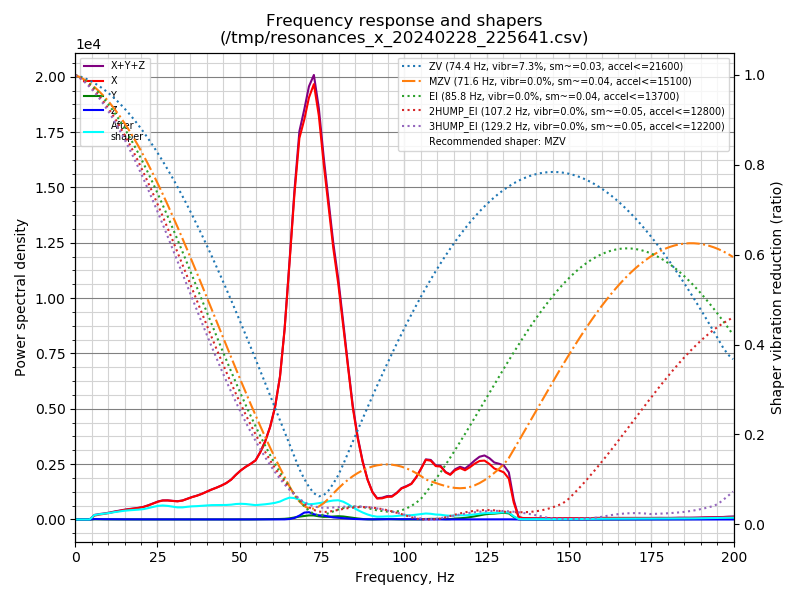 Frequency response and shapers
(/tmp/resonances_x_20240228_225641.csv)
1e4
X+Y+Z
X
Y
Z
After
shaper
ZV (74.4 Hz, vibr=7.3%, sm~=0.03, accel<=21600)
MZV (71.6 Hz, vibr=0.0%, sm~=0.04, accel<=15100)
EI (85.8 Hz, vibr=0.0%, sm~=0.04, accel<=13700)
2HUMP_EI (107.2 Hz, vibr=0.0%, sm~=0.05, accel<=12800)
3HUMP_EI (129.2 Hz, vibr=0.0%, sm~=0.05, accel<=12200)
Recommended shaper: MZV
2.00
1.75
1.50
1.25
1.00
0.75
0.50
0.25
0.00
Power spectral density
1.0
0.8
0.6
0.4
0.2
0.0
Shaper vibration reduction (ratio)
0 25 50 75 100 125 150 175 200
Frequency, Hz